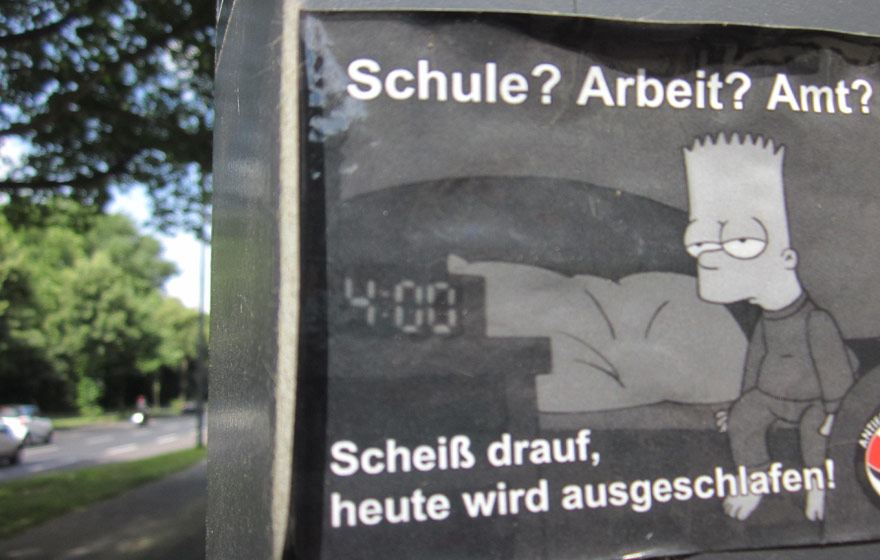 Schule? Arbeit? Amt?
4:00
Scheiß drauf,
heute wird ausgeschlafen!